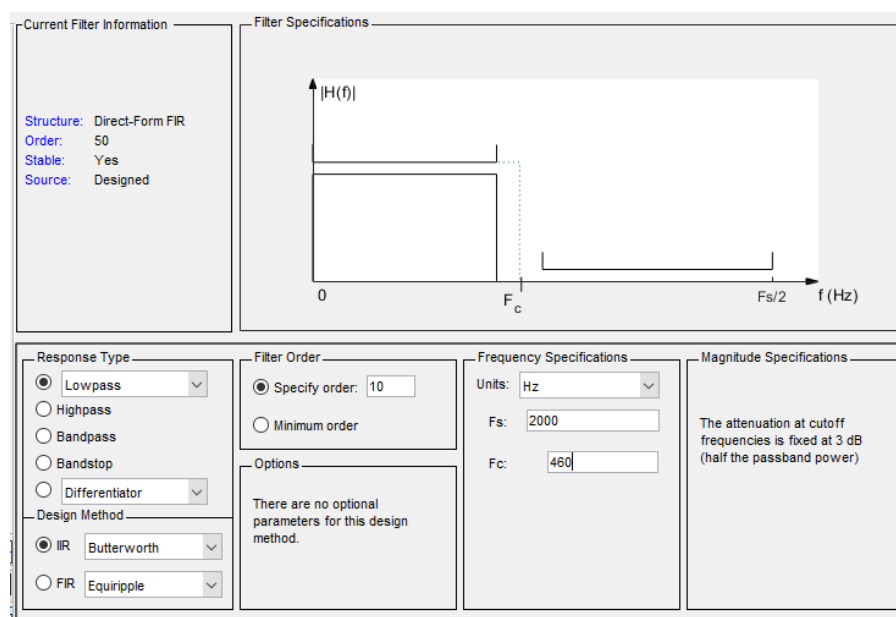 Current Filter Information
Structure: Direct-Form FIR
Order: 50
Stable: Yes
Source: Designed
Filter Specifications
|H(f)|
0
Fc
Fs/2
f (Hz)
Response Type
Lowpass
Highpass
Bandpass
Bandstop
Differentiator
Design Method
IIR Butterworth
FIR Equiripple
Filter Order
Specify order: 10
Minimum order
Options
There are no optional
parameters for this design
method.
Frequency Specifications
Units: Hz
Fs: 2000
Fc: 460
Magnitude Specifications
The attenuation at cutoff
frequencies is fixed at 3 dB
(half the passband power)